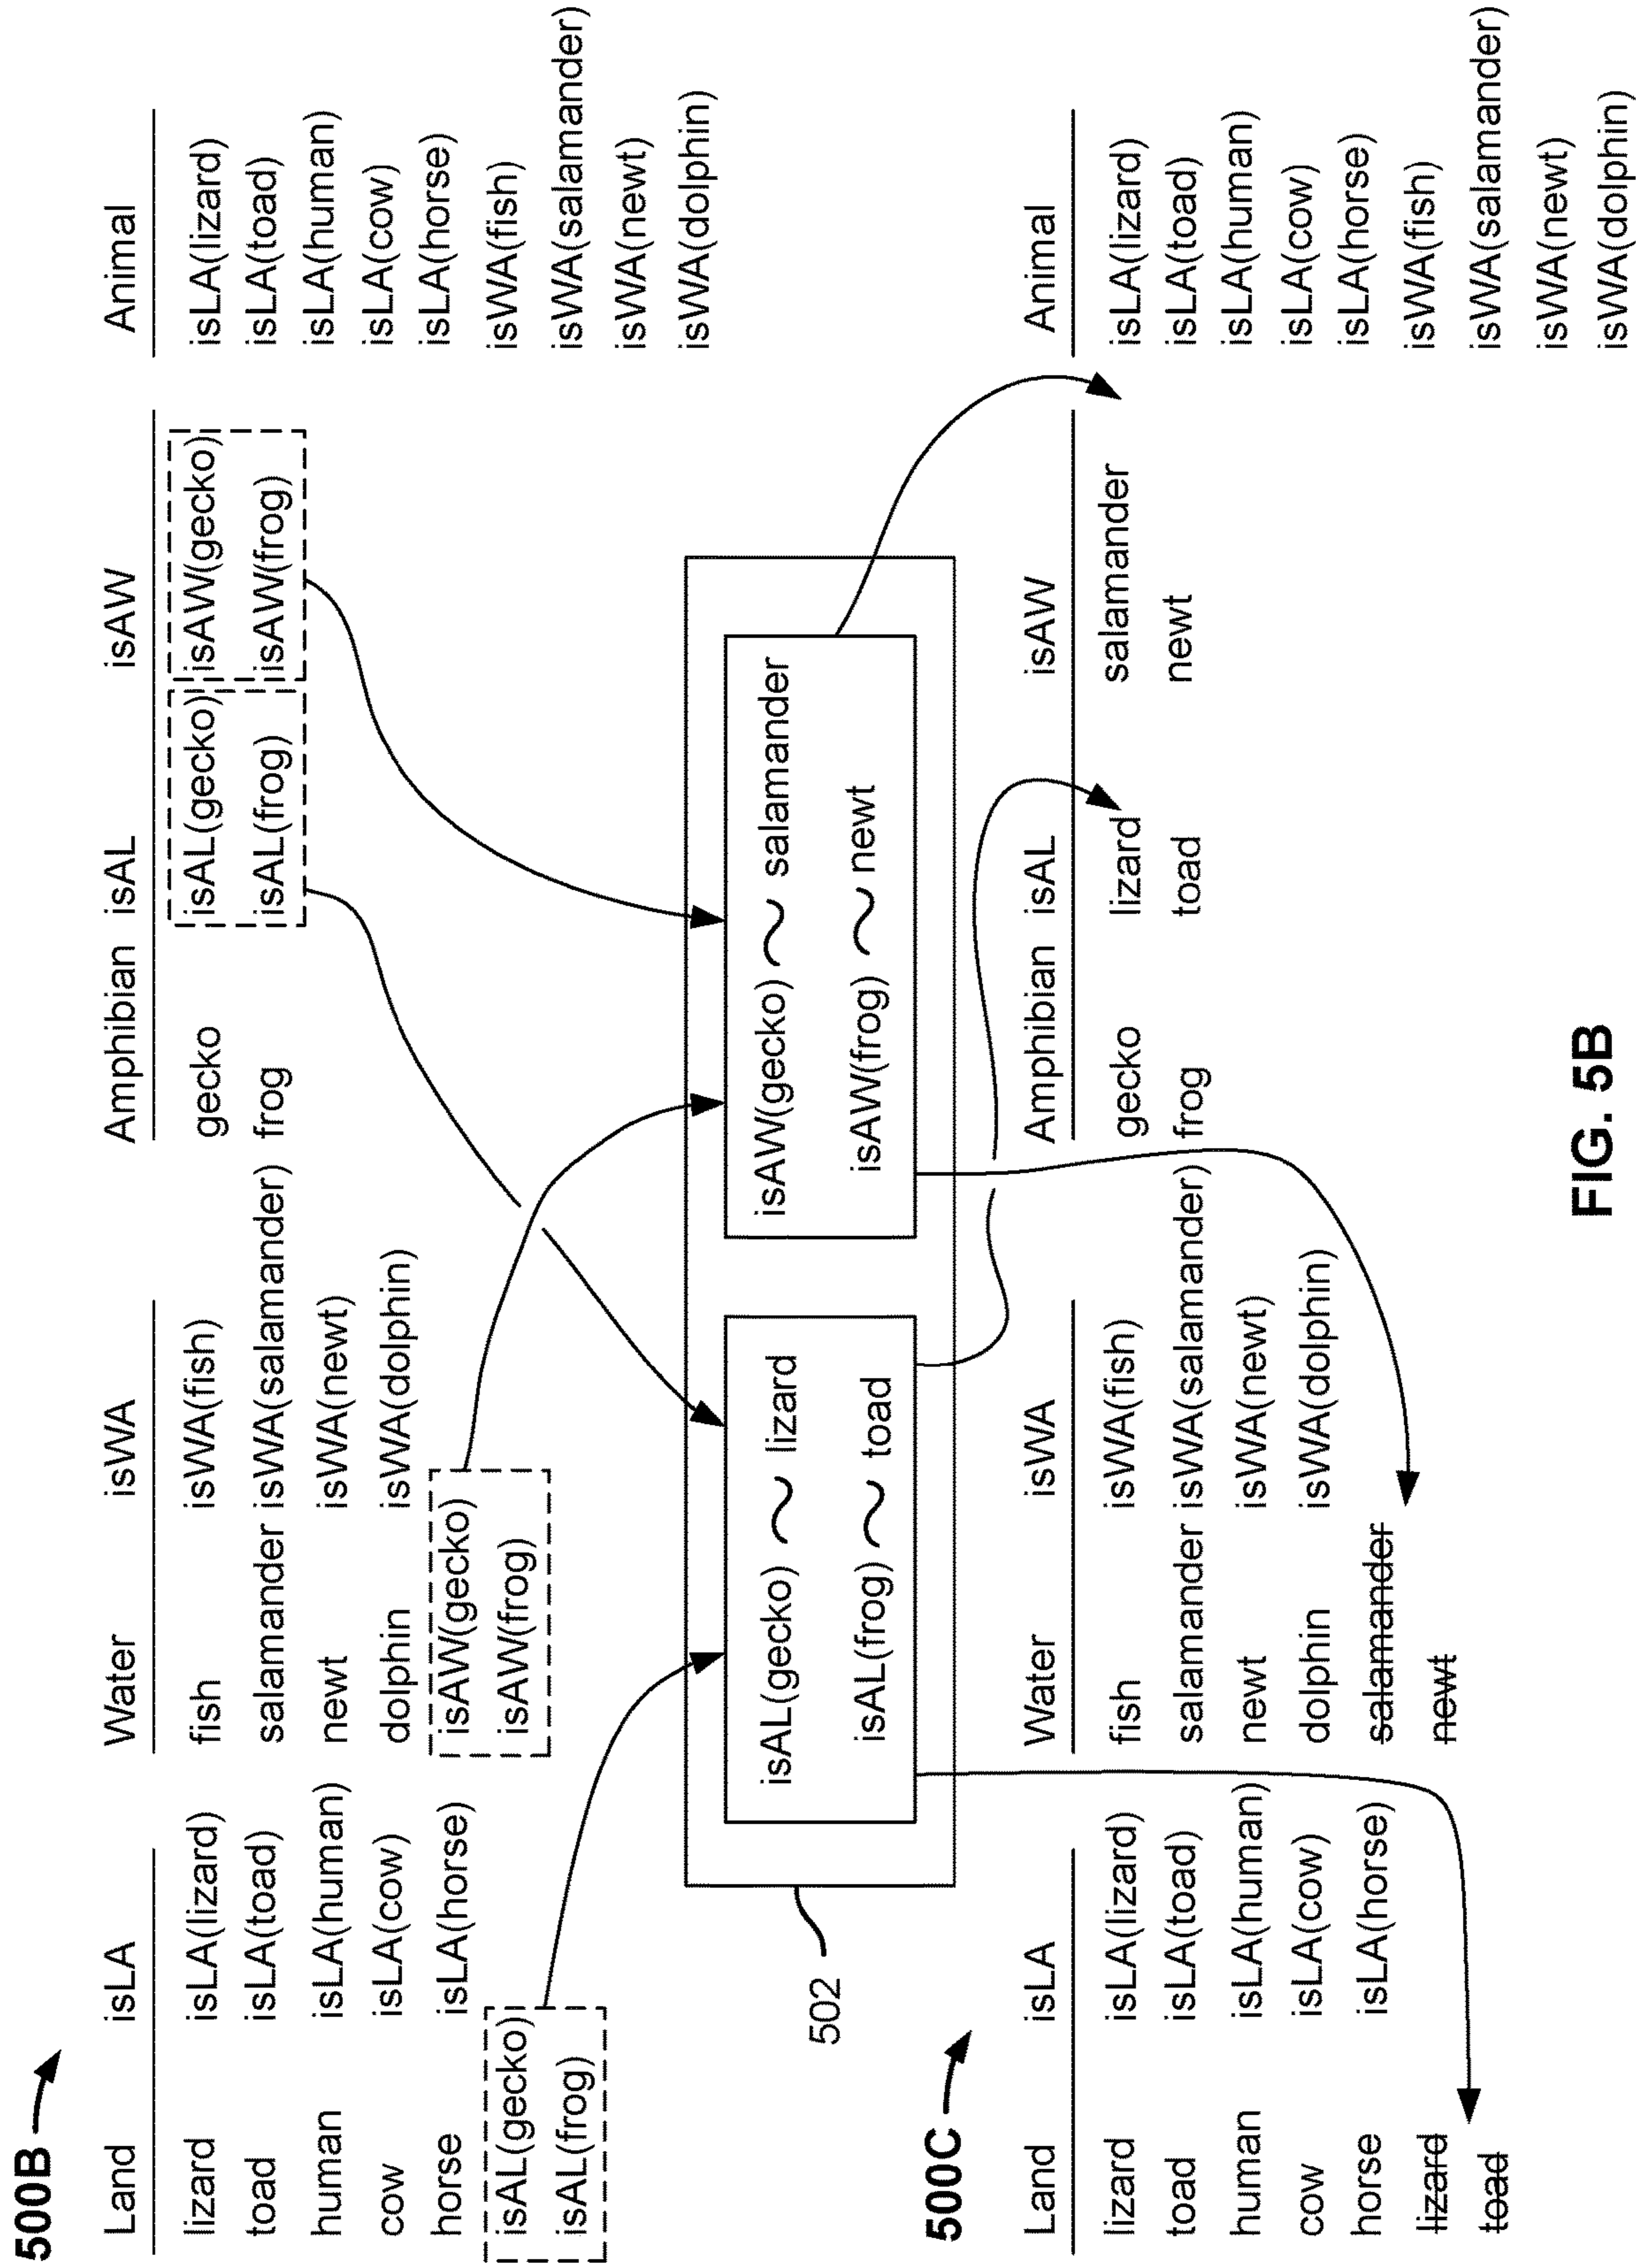 500B
Land isLA Water isWA Amphibian isAL isAW Animal
lizard isLA(lizard) fish isWA(fish) gecko isAL(gecko) isAW(gecko) isLA(lizard)
toad isLA(toad) salamander isWA(salamander) frog isAL(frog) isAW(frog) isLA(toad)
human isLA(human) newt isWA(newt) isLA(human)
cow isLA(cow) dolphin isWA(dolphin) isLA(cow)
horse isLA(horse) isAW(gecko) isLA(horse)
isAL(gecko) isAW(frog) isWA(fish)
isAL(frog) isWA(salamander)
isWA(newt)
isWA(dolphin)
isAL(gecko) ~ lizard isAW(gecko) ~ salamander
isAL(frog) ~ toad isAW(frog) ~ newt
502
500C
Land isLA Water isWA Amphibian isAL isAW Animal
lizard isLA(lizard) fish isWA(fish) gecko lizard salamander isLA(lizard)
toad isLA(toad) salamander isWA(salamander) frog toad newt isLA(toad)
human isLA(human) newt isWA(newt) isLA(human)
cow isLA(cow) dolphin isWA(dolphin) isLA(cow)
horse isLA(horse) salamander isLA(horse)
lizard newt isWA(fish)
toad isWA(salamander)
isWA(newt)
isWA(dolphin)
FIG. 5B